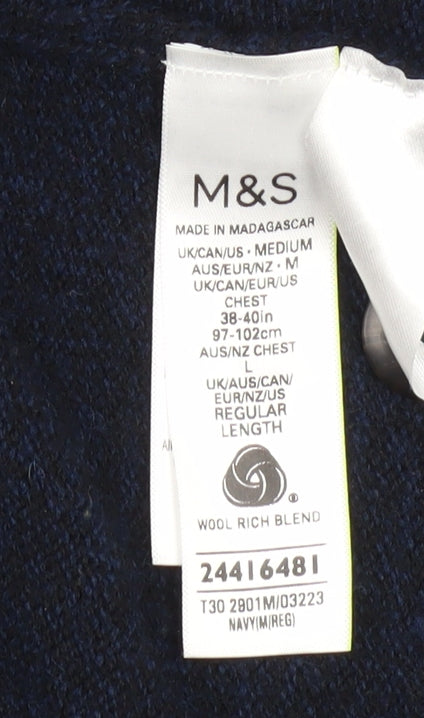 M&S
MADE IN MADAGASCAR
UK/CAN/US · MEDIUM
AUS/EUR/NZ · M
UK/CAN/EUR/US
CHEST
38-40in
97-102cm
AUS/NZ CHEST
L
UK/AUS/CAN/
EUR/NZ/US
REGULAR
LENGTH
®
WOOL RICH BLEND
24416481
T30 2901M/03223
NAVY(M(REG)